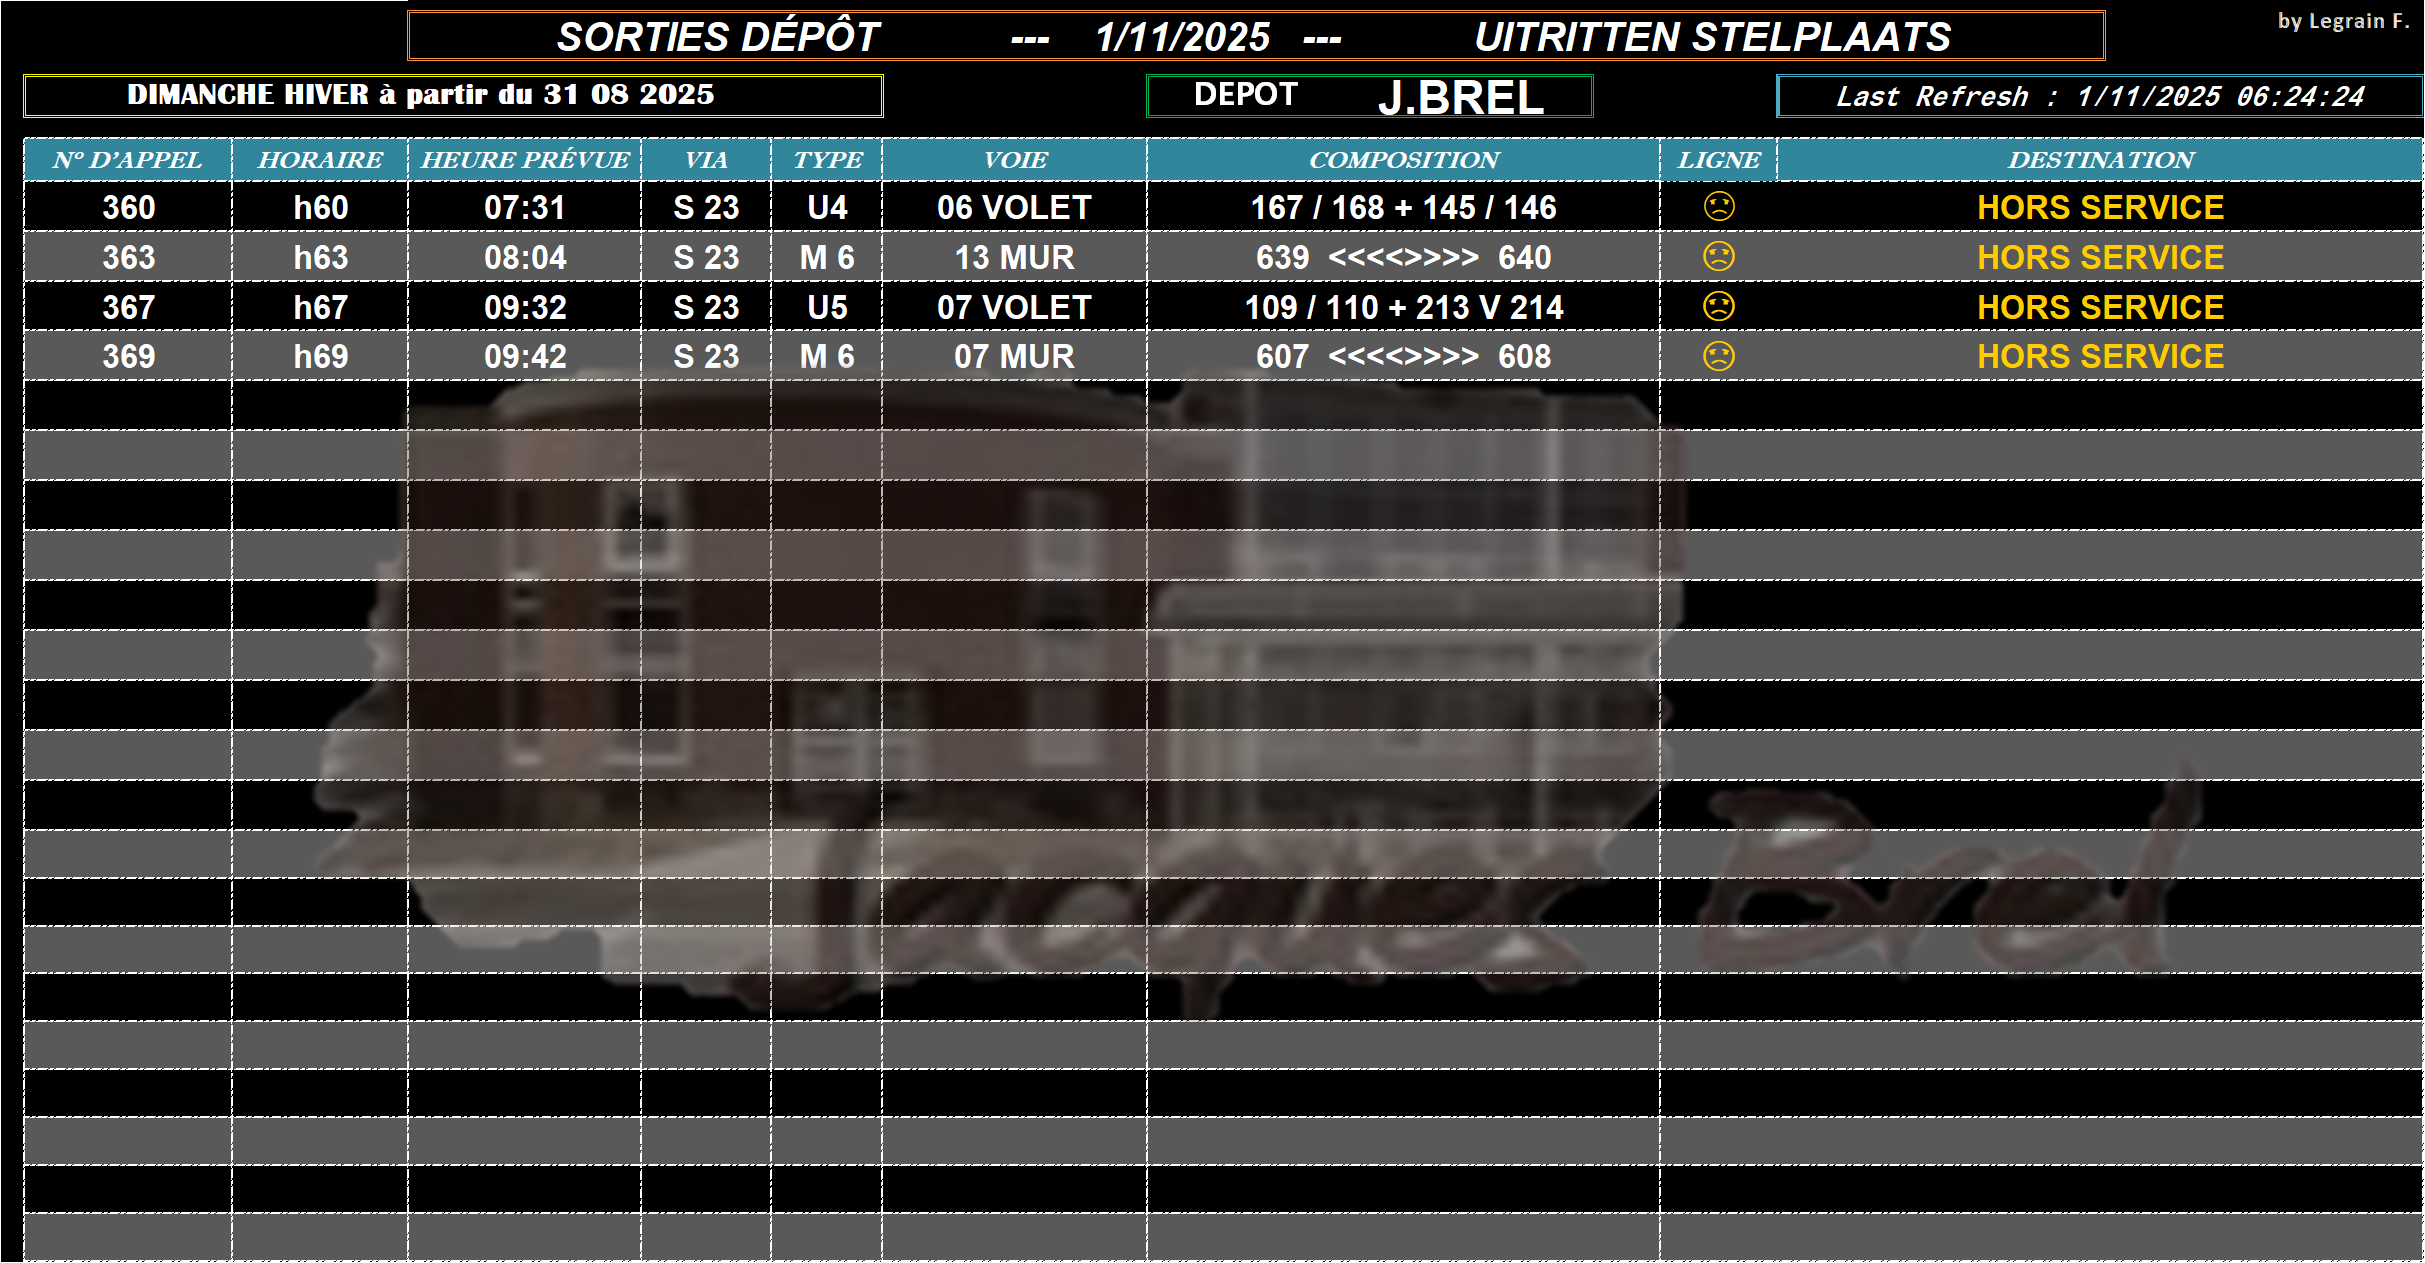 by Legrain F.
SORTIES DÉPÔT --- 1/11/2025 --- UITRITTEN STELPLAATS
DIMANCHE HIVER à partir du 31 08 2025
DEPOT J.BREL
Last Refresh : 1/11/2025 06:24:24
N° D'APPEL HORAIRE HEURE PRÉVUE VIA TYPE VOIE COMPOSITION LIGNE DESTINATION
360 h60 07:31 S 23 U4 06 VOLET 167 / 168 + 145 / 146 ☹ HORS SERVICE
363 h63 08:04 S 23 M 6 13 MUR 639 <<<<>>>> 640 ☹ HORS SERVICE
367 h67 09:32 S 23 U5 07 VOLET 109 / 110 + 213 V 214 ☹ HORS SERVICE
369 h69 09:42 S 23 M 6 07 MUR 607 <<<<>>>> 608 ☹ HORS SERVICE
Jacques Brel